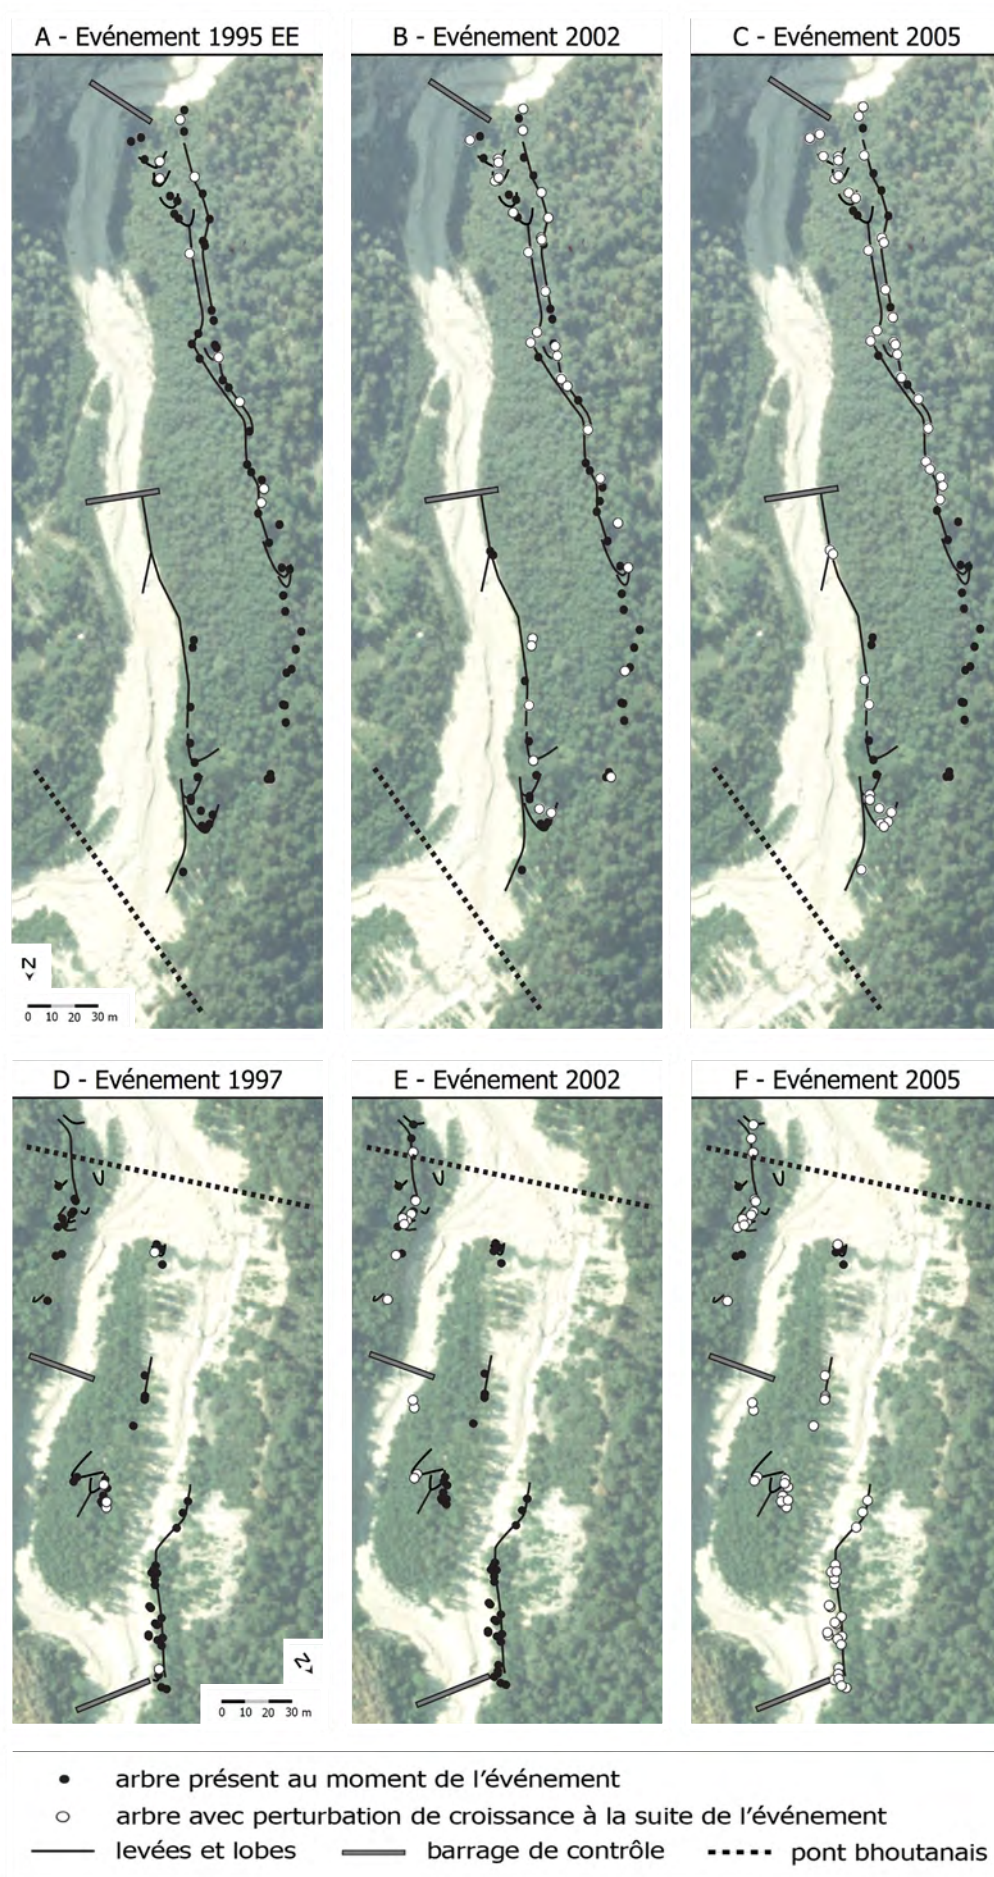 A - Evénement 1995 EE
B - Evénement 2002
C - Evénement 2005
N
0 10 20 30 m
D - Evénement 1997
E - Evénement 2002
F - Evénement 2005
N
0 10 20 30 m
arbre présent au moment de l'événement
arbre avec perturbation de croissance à la suite de l'événement
levées et lobes barrage de contrôle pont bhoutanais